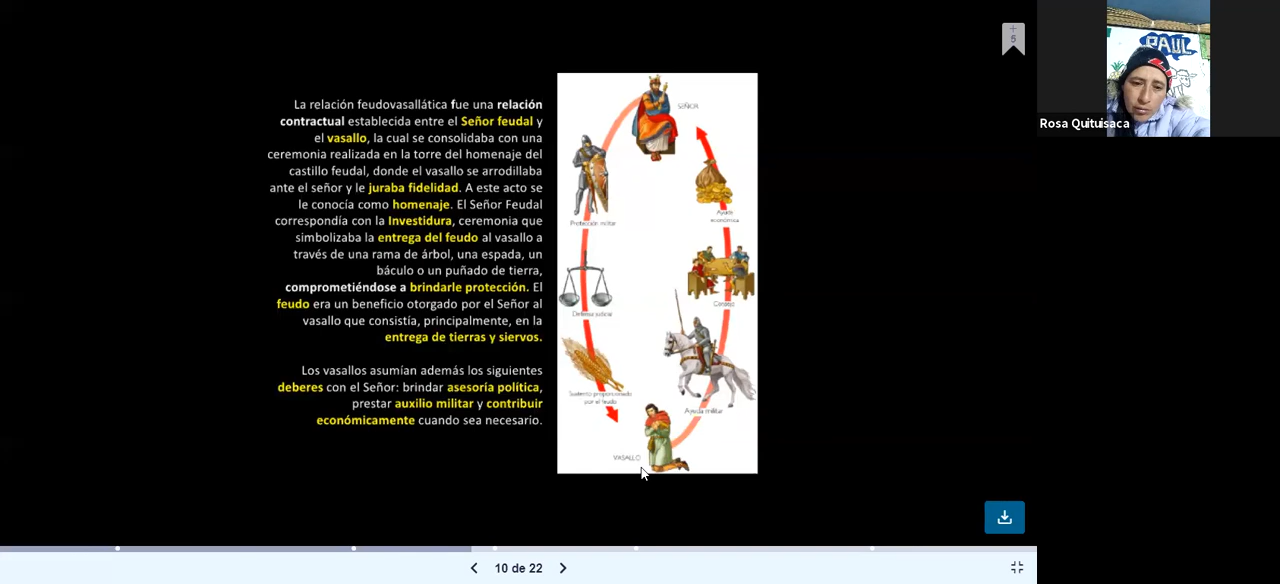 +
5
La relación feudovasallática fue una relación
contractual establecida entre el Señor feudal y
el vasallo, la cual se consolidaba con una
ceremonia realizada en la torre del homenaje del
castillo feudal, donde el vasallo se arrodillaba
ante el señor y le juraba fidelidad. A este acto se
le conocía como homenaje. El Señor Feudal
correspondía con la Investidura, ceremonia que
simbolizaba la entrega del feudo al vasallo a
través de una rama de árbol, una espada, un
báculo o un puñado de tierra,
comprometiéndose a brindarle protección. El
feudo era un beneficio otorgado por el Señor al
vasallo que consistía, principalmente, en la
entrega de tierras y siervos.
Los vasallos asumían además los siguientes
deberes con el Señor: brindar asesoría política,
prestar auxilio militar y contribuir
económicamente cuando sea necesario.
SEÑOR
Protección militar
Ayuda
económica
Defensa judicial
Consejo
Sustento proporcionado
por el feudo
Ayuda militar
VASALLO
10 de 22
PAUL
Rosa Quituisaca